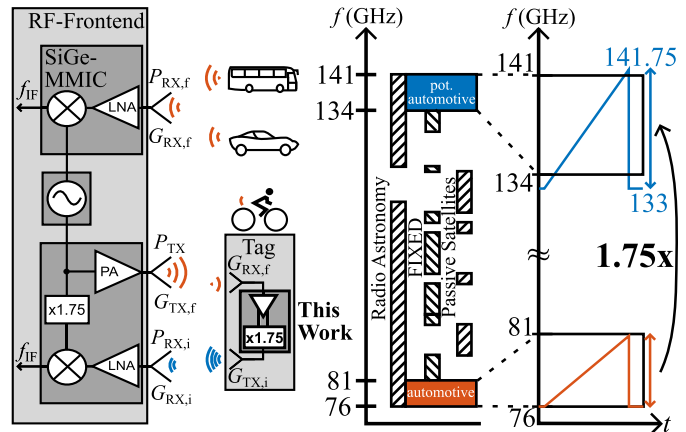 RF-Frontend
SiGe-
MMIC
f_IF
LNA
P_RX,f
G_RX,f
PA
P_TX
G_TX,f
x1.75
f_IF
LNA
P_RX,i
G_RX,i
Tag
G_RX,f
x1.75
G_TX,i
This
Work
f (GHz)
141
134
81
76
Radio Astronomy
FIXED
Passive Satellites
pot.
automotive
automotive
f (GHz)
141
141.75
134
133
≈
1.75x
81
76
t